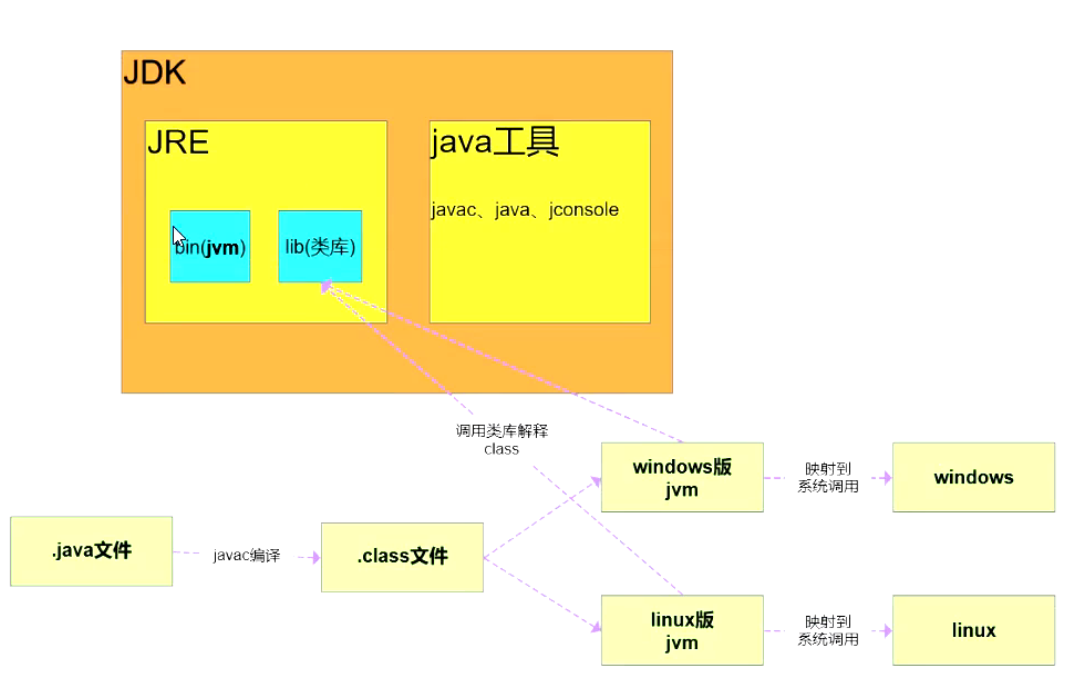 JDK
JRE
java工具
javac、java、jconsole
bin(jvm)
lib(类库)
调用类库解释
class
windows版
jvm
映射到
系统调用
windows
.java文件
javac编译
.class文件
linux版
jvm
映射到
系统调用
linux